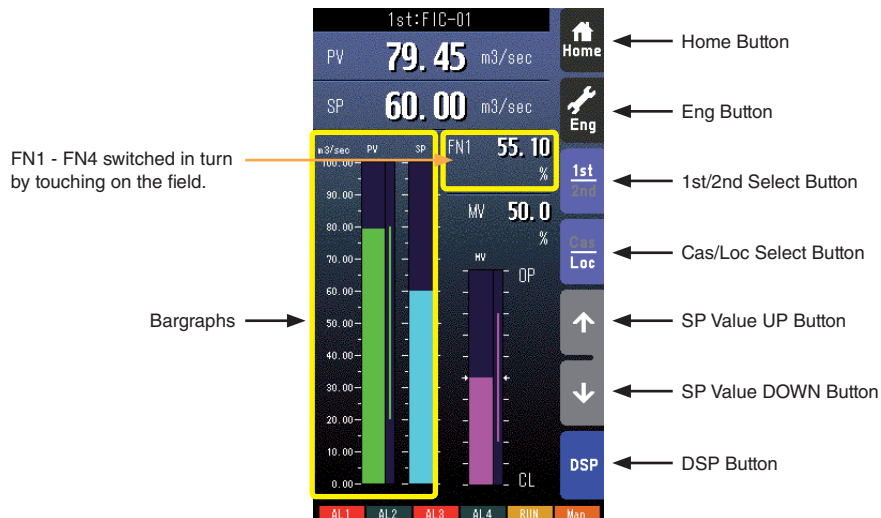 1st:FIC-01
PV 79.45 m3/sec
SP 60.00 m3/sec
Home
Eng
1st
2nd
Cas
Loc
DSP
m3/sec PV SP
100.00
90.00
80.00
70.00
60.00
50.00
40.00
30.00
20.00
10.00
0.00
FN1 55.10
%
MV 50.0
%
MV
OP
CL
AL1 AL2 AL3 AL4 RUN Man
FN1 - FN4 switched in turn
by touching on the field.
Bargraphs
Home Button
Eng Button
1st/2nd Select Button
Cas/Loc Select Button
SP Value UP Button
SP Value DOWN Button
DSP Button